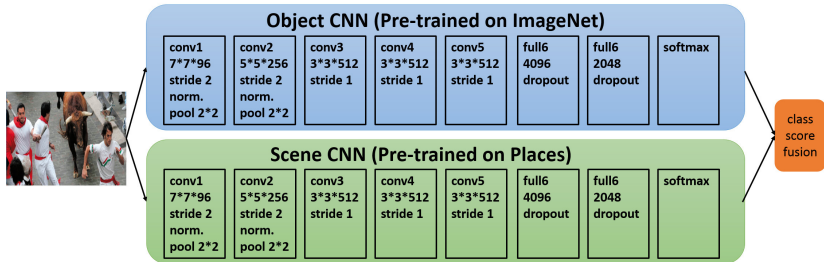 Object CNN (Pre-trained on ImageNet)
conv1
7*7*96
stride 2
norm.
pool 2*2
conv2
5*5*256
stride 2
norm.
pool 2*2
conv3
3*3*512
stride 1
conv4
3*3*512
stride 1
conv5
3*3*512
stride 1
full6
4096
dropout
full6
2048
dropout
softmax
Scene CNN (Pre-trained on Places)
conv1
7*7*96
stride 2
norm.
pool 2*2
conv2
5*5*256
stride 2
norm.
pool 2*2
conv3
3*3*512
stride 1
conv4
3*3*512
stride 1
conv5
3*3*512
stride 1
full6
4096
dropout
full6
2048
dropout
softmax
class
score
fusion